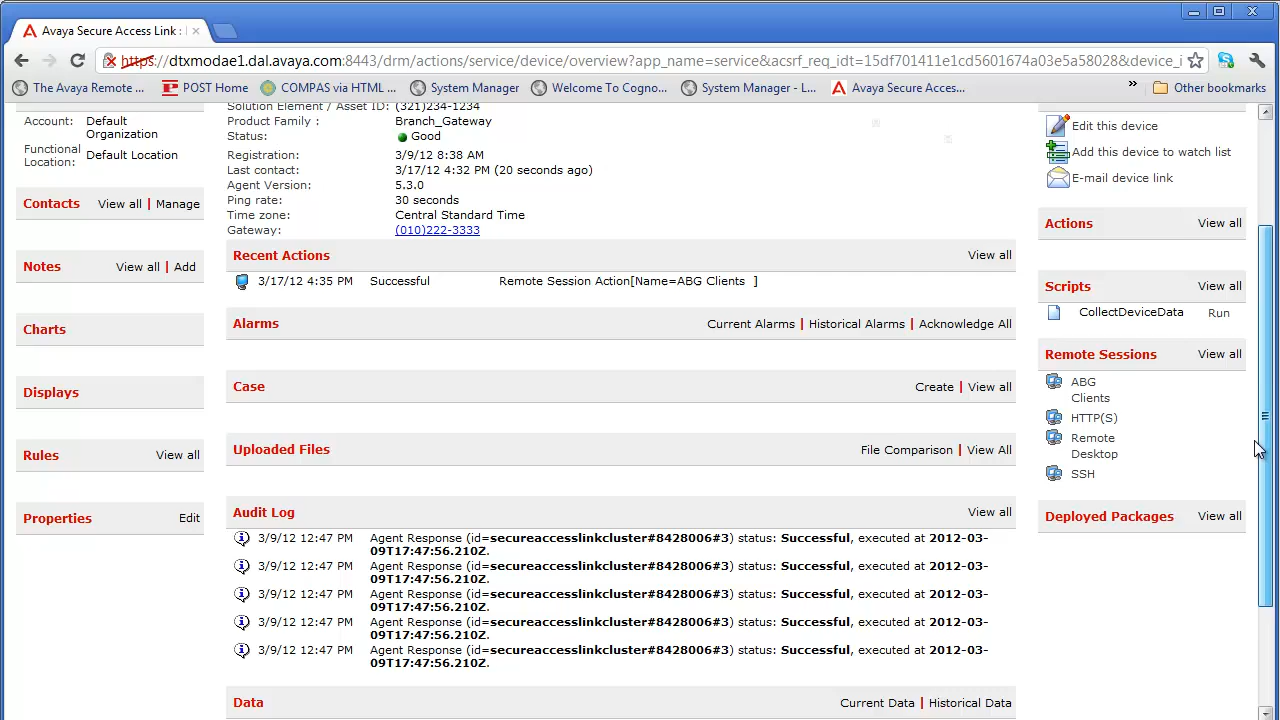 Avaya Secure Access Link :
https://dtxmodae1.dal.avaya.com:8443/drm/actions/service/device/overview?app_name=service&acsrf_req_idt=15df701411e1cd5601674a03e5a58028&device_i
The Avaya Remote ...
POST Home
COMPAS via HTML - ...
System Manager
Welcome To Cogno...
System Manager - L...
Avaya Secure Acces...
»
Other bookmarks
Account:
Default Organization
Functional Location:
Default Location
Contacts View all | Manage
Notes View all | Add
Charts
Displays
Rules View all
Properties Edit
Solution Element / Asset ID: (321)234-1234
Product Family : Branch_Gateway
Status: Good
Registration: 3/9/12 8:38 AM
Last contact: 3/17/12 4:32 PM (20 seconds ago)
Agent Version: 5.3.0
Ping rate: 30 seconds
Time zone: Central Standard Time
Gateway: (010)222-3333
Recent Actions View all
3/17/12 4:35 PM Successful Remote Session Action[Name=ABG Clients ]
Alarms Current Alarms | Historical Alarms | Acknowledge All
Case Create | View all
Uploaded Files File Comparison | View All
Audit Log View all
3/9/12 12:47 PM Agent Response (id=secureaccesslinkcluster#8428006#3) status: Successful, executed at 2012-03-
09T17:47:56.210Z.
3/9/12 12:47 PM Agent Response (id=secureaccesslinkcluster#8428006#3) status: Successful, executed at 2012-03-
09T17:47:56.210Z.
3/9/12 12:47 PM Agent Response (id=secureaccesslinkcluster#8428006#3) status: Successful, executed at 2012-03-
09T17:47:56.210Z.
3/9/12 12:47 PM Agent Response (id=secureaccesslinkcluster#8428006#3) status: Successful, executed at 2012-03-
09T17:47:56.210Z.
3/9/12 12:47 PM Agent Response (id=secureaccesslinkcluster#8428006#3) status: Successful, executed at 2012-03-
09T17:47:56.210Z.
Data Current Data | Historical Data
Edit this device
Add this device to watch list
E-mail device link
Actions View all
Scripts View all
CollectDeviceData Run
Remote Sessions View all
ABG
Clients
HTTP(S)
Remote
Desktop
SSH
Deployed Packages View all